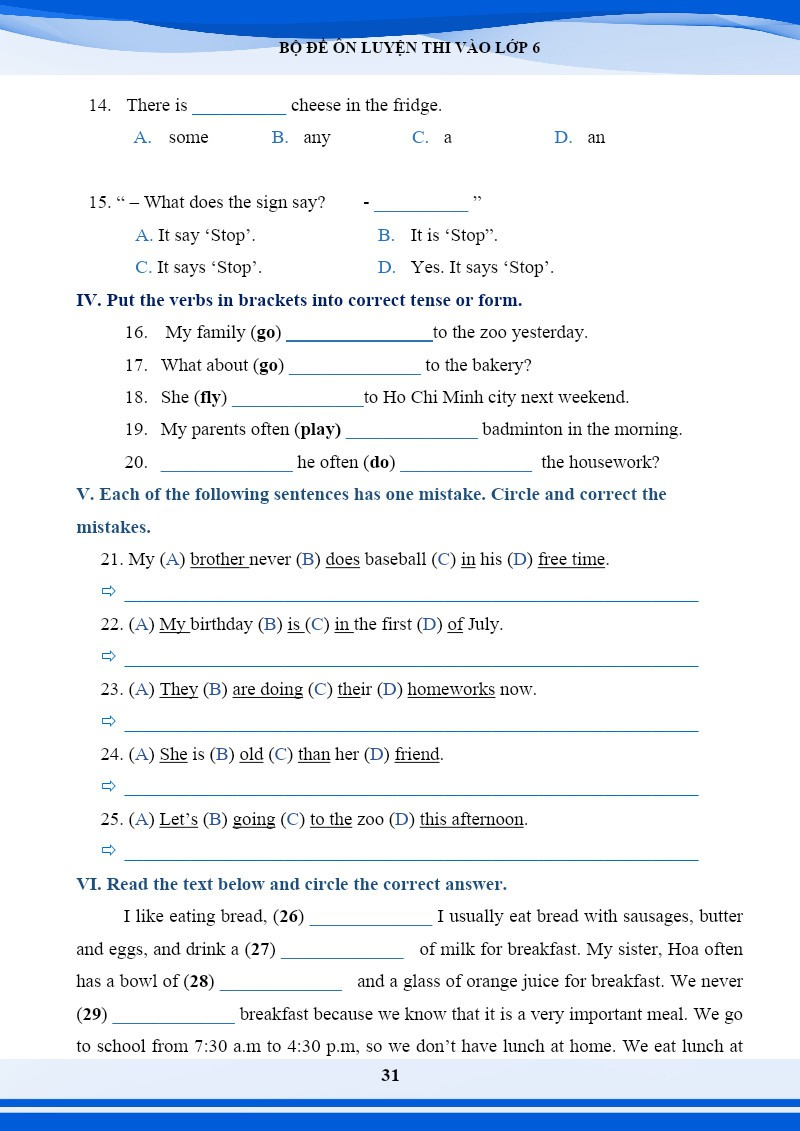 BỘ ĐỀ ÔN LUYỆN THI VÀO LỚP 6
14. There is __________ cheese in the fridge.
A. some B. any C. a D. an
15. “ – What does the sign say? - __________ ”
A. It say ‘Stop’. B. It is ‘Stop”.
C. It says ‘Stop’. D. Yes. It says ‘Stop’.
IV. Put the verbs in brackets into correct tense or form.
16. My family (go) ________________to the zoo yesterday.
17. What about (go) ______________ to the bakery?
18. She (fly) ______________to Ho Chi Minh city next weekend.
19. My parents often (play) ______________ badminton in the morning.
20. ______________ he often (do) ______________ the housework?
V. Each of the following sentences has one mistake. Circle and correct the
mistakes.
21. My (A) brother never (B) does baseball (C) in his (D) free time.
⇨ ______________________________________________________________
22. (A) My birthday (B) is (C) in the first (D) of July.
⇨ ______________________________________________________________
23. (A) They (B) are doing (C) their (D) homeworks now.
⇨ ______________________________________________________________
24. (A) She is (B) old (C) than her (D) friend.
⇨ ______________________________________________________________
25. (A) Let’s (B) going (C) to the zoo (D) this afternoon.
⇨ ______________________________________________________________
VI. Read the text below and circle the correct answer.
I like eating bread, (26) _____________ I usually eat bread with sausages, butter
and eggs, and drink a (27) _____________ of milk for breakfast. My sister, Hoa often
has a bowl of (28) _____________ and a glass of orange juice for breakfast. We never
(29) _____________ breakfast because we know that it is a very important meal. We go
to school from 7:30 a.m to 4:30 p.m, so we don’t have lunch at home. We eat lunch at
31